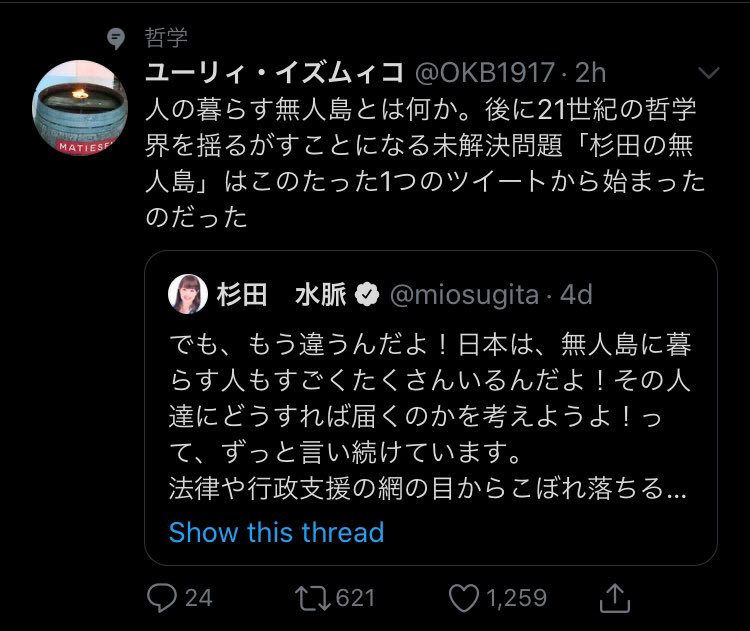 哲学
ユーリィ・イズムィコ @OKB1917 · 2h
人の暮らす無人島とは何か。後に21世紀の哲学
界を揺るがすことになる未解決問題「杉田の無
人島」はこのたった1つのツイートから始まった
のだった
MATIESE
杉田 水脈 @miosugita · 4d
でも、もう違うんだよ！日本は、無人島に暮
らす人もすごくたくさんいるんだよ！その人
達にどうすれば届くのかを考えようよ！っ
て、ずっと言い続けています。
法律や行政支援の網の目からこぼれ落ちる...
Show this thread
24 621 1,259